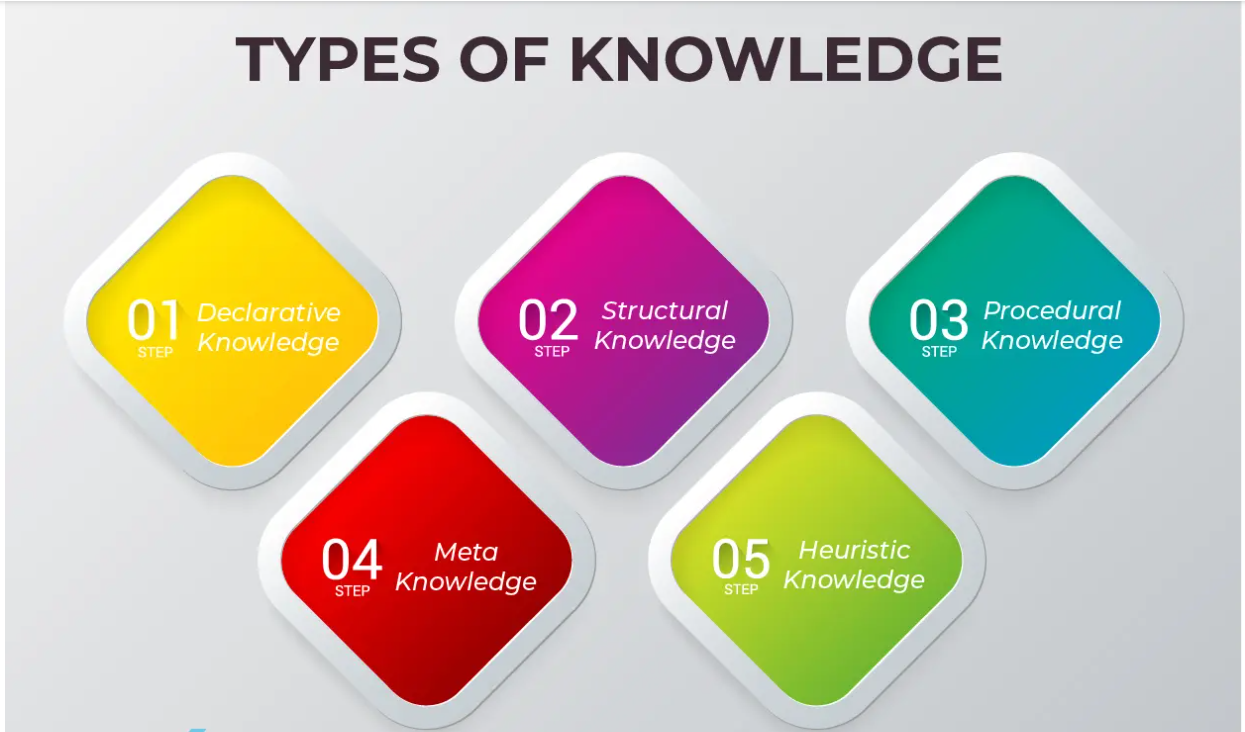 TYPES OF KNOWLEDGE
01
STEP
Declarative
Knowledge
02
STEP
Structural
Knowledge
03
STEP
Procedural
Knowledge
04
STEP
Meta
Knowledge
05
STEP
Heuristic
Knowledge